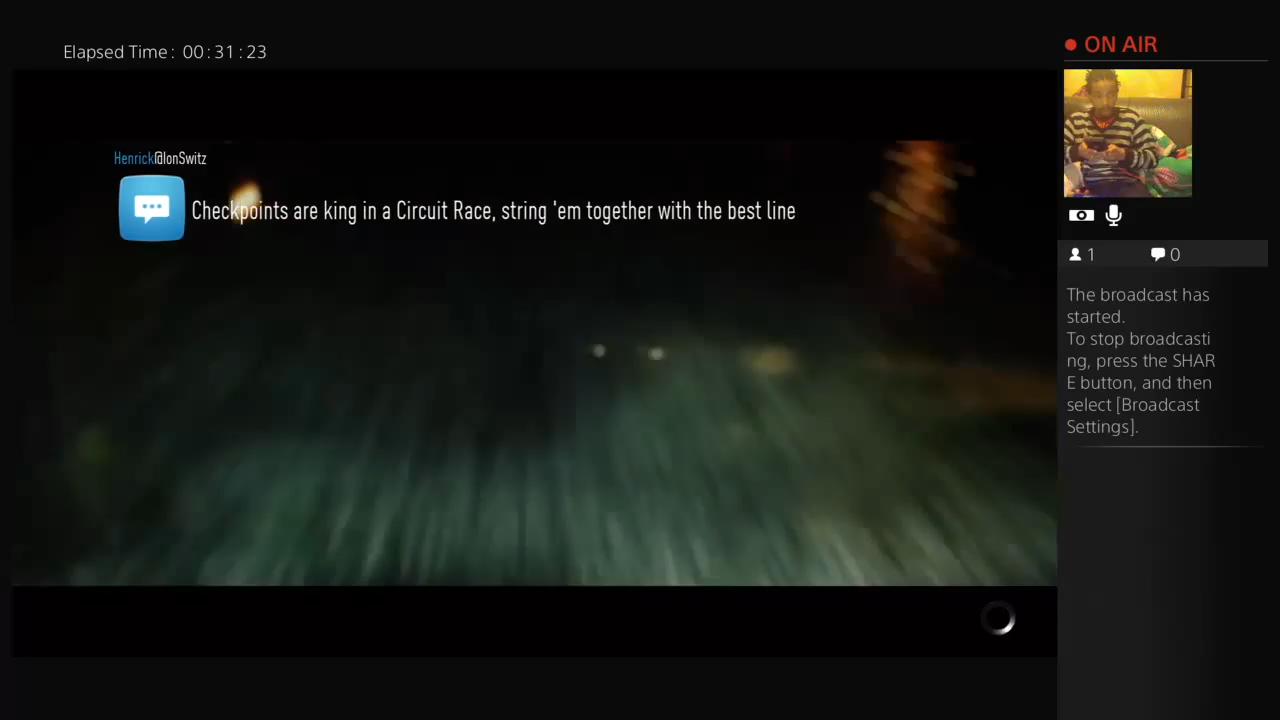 Elapsed Time: 00:31:23
ON AIR
Henrick@IonSwitz
Checkpoints are king in a Circuit Race, string 'em together with the best line
1 0
The broadcast has
started.
To stop broadcasti
ng, press the SHAR
E button, and then
select [Broadcast
Settings].